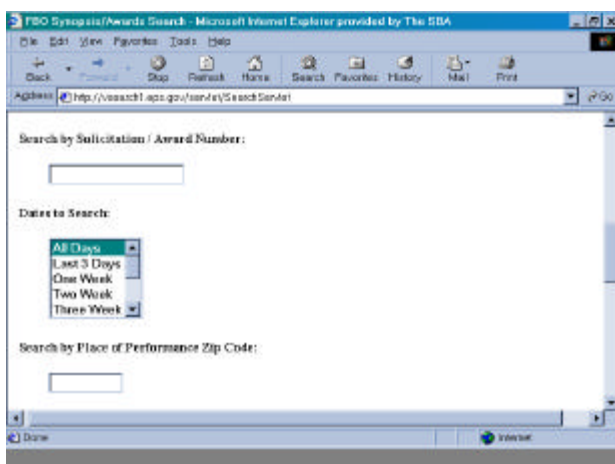 FBO Synopsis/Awards Search - Microsoft Internet Explorer provided by The SBA
File Edit View Favorites Tools Help
Back Forward Stop Refresh Home Search Favorites History Mail Print
Address Go
Search by Solicitation / Award Number:
Dates to Search:
All Days
Last 3 Days
One Week
Two Week
Three Week
Search by Place of Performance Zip Code:
Done Internet